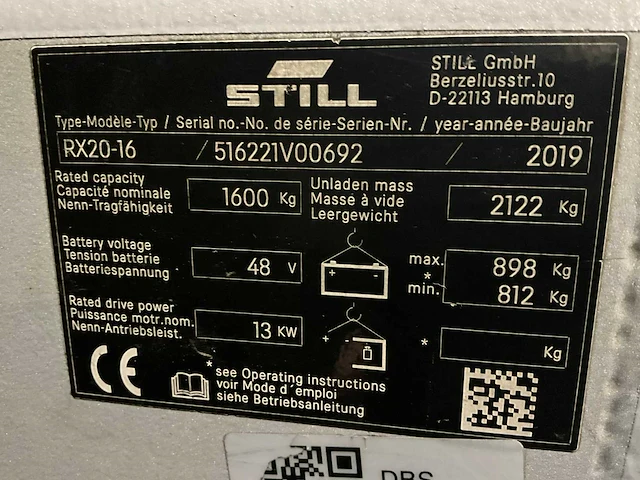 STILL
STILL GmbH
Berzeliusstr.10
D-22113 Hamburg
Type-Modèle-Typ / Serial no.-No. de série-Serien-Nr. / year-année-Baujahr
RX20-16 / 516221V00692 / 2019
Rated capacity
Capacité nominale
Nenn-Tragfähigkeit
1600 Kg
Unladen mass
Masse à vide
Leergewicht
2122 Kg
Battery voltage
Tension batterie
Batteriespannung
48 V
+ -
max.
*
min.
898 Kg
812 Kg
Rated drive power
Puissance motr.nom.
Nenn-Antriebsleist.
13 KW
+ -
* Kg
CE
*see Operating instructions
voir Mode d´emploi
siehe Betriebsanleitung
DBS